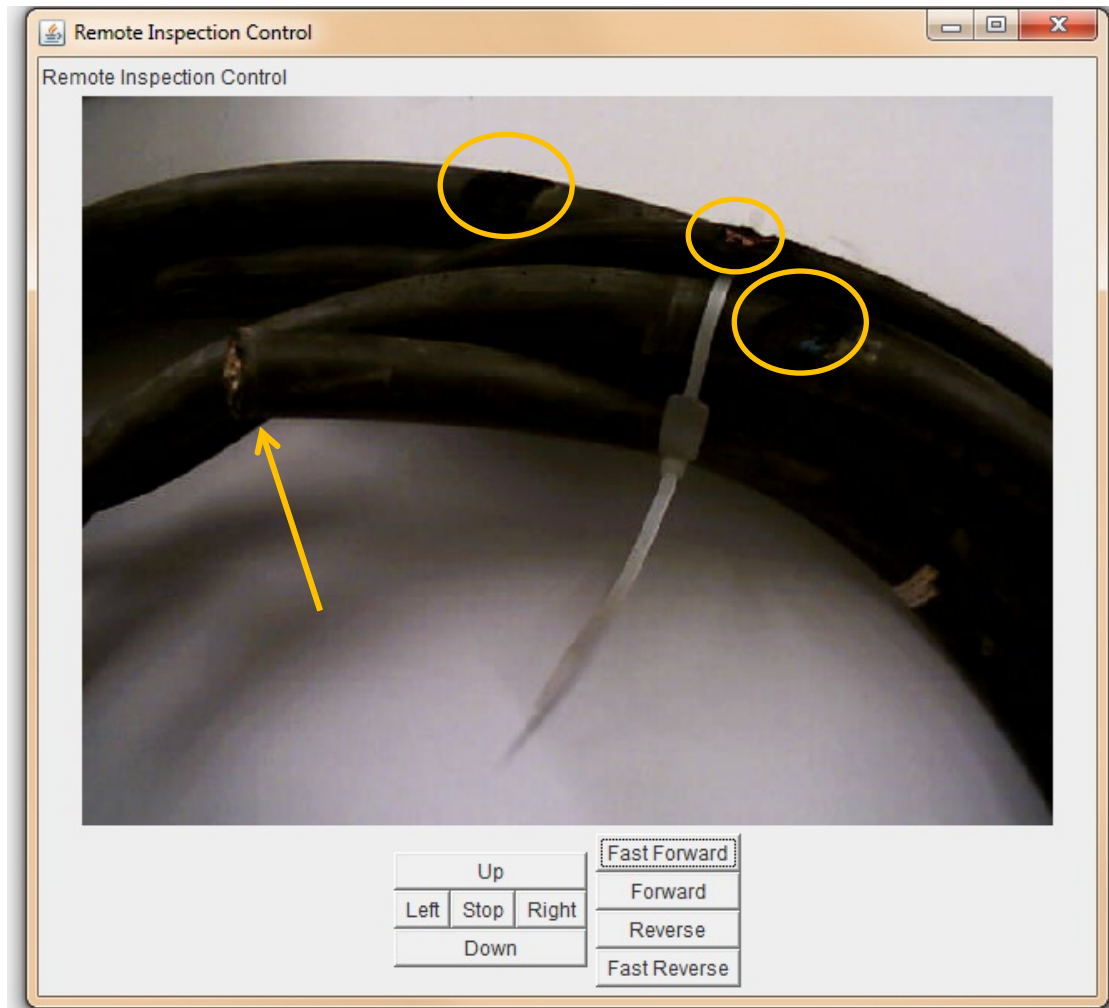 Remote Inspection Control
Remote Inspection Control
Up
Left Stop Right
Down
Fast Forward
Forward
Reverse
Fast Reverse